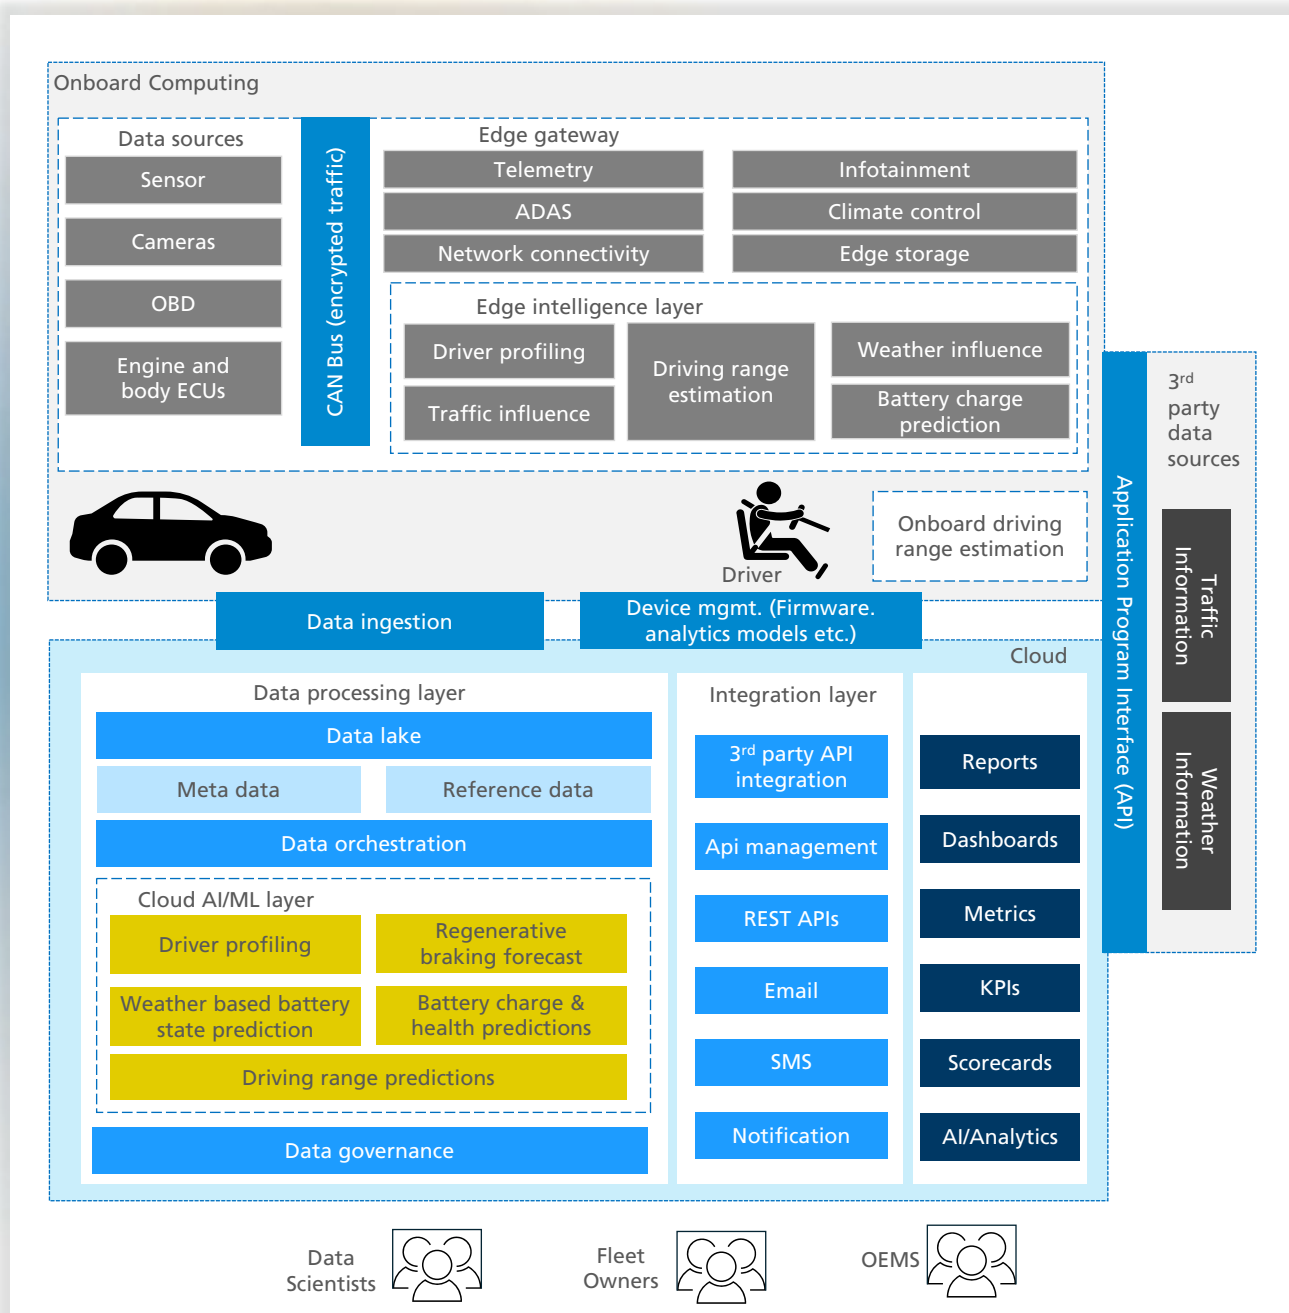 Onboard Computing
Data sources
Sensor
Cameras
OBD
Engine and
body ECUs
CAN Bus (encrypted traffic)
Edge gateway
Telemetry
Infotainment
ADAS
Climate control
Network connectivity
Edge storage
Edge intelligence layer
Driver profiling
Traffic influence
Driving range
estimation
Weather influence
Battery charge
prediction
Driver
Onboard driving
range estimation
Application Program Interface (API)
3rd
party
data
sources
Traffic
Information
Weather
Information
Data ingestion
Device mgmt. (Firmware.
analytics models etc.)
Cloud
Data processing layer
Data lake
Meta data
Reference data
Data orchestration
Cloud AI/ML layer
Driver profiling
Regenerative
braking forecast
Weather based battery
state prediction
Battery charge &
health predictions
Driving range predictions
Data governance
Integration layer
3rd party API
integration
Api management
REST APIs
Email
SMS
Notification
Reports
Dashboards
Metrics
KPIs
Scorecards
AI/Analytics
Data
Scientists
Fleet
Owners
OEMS